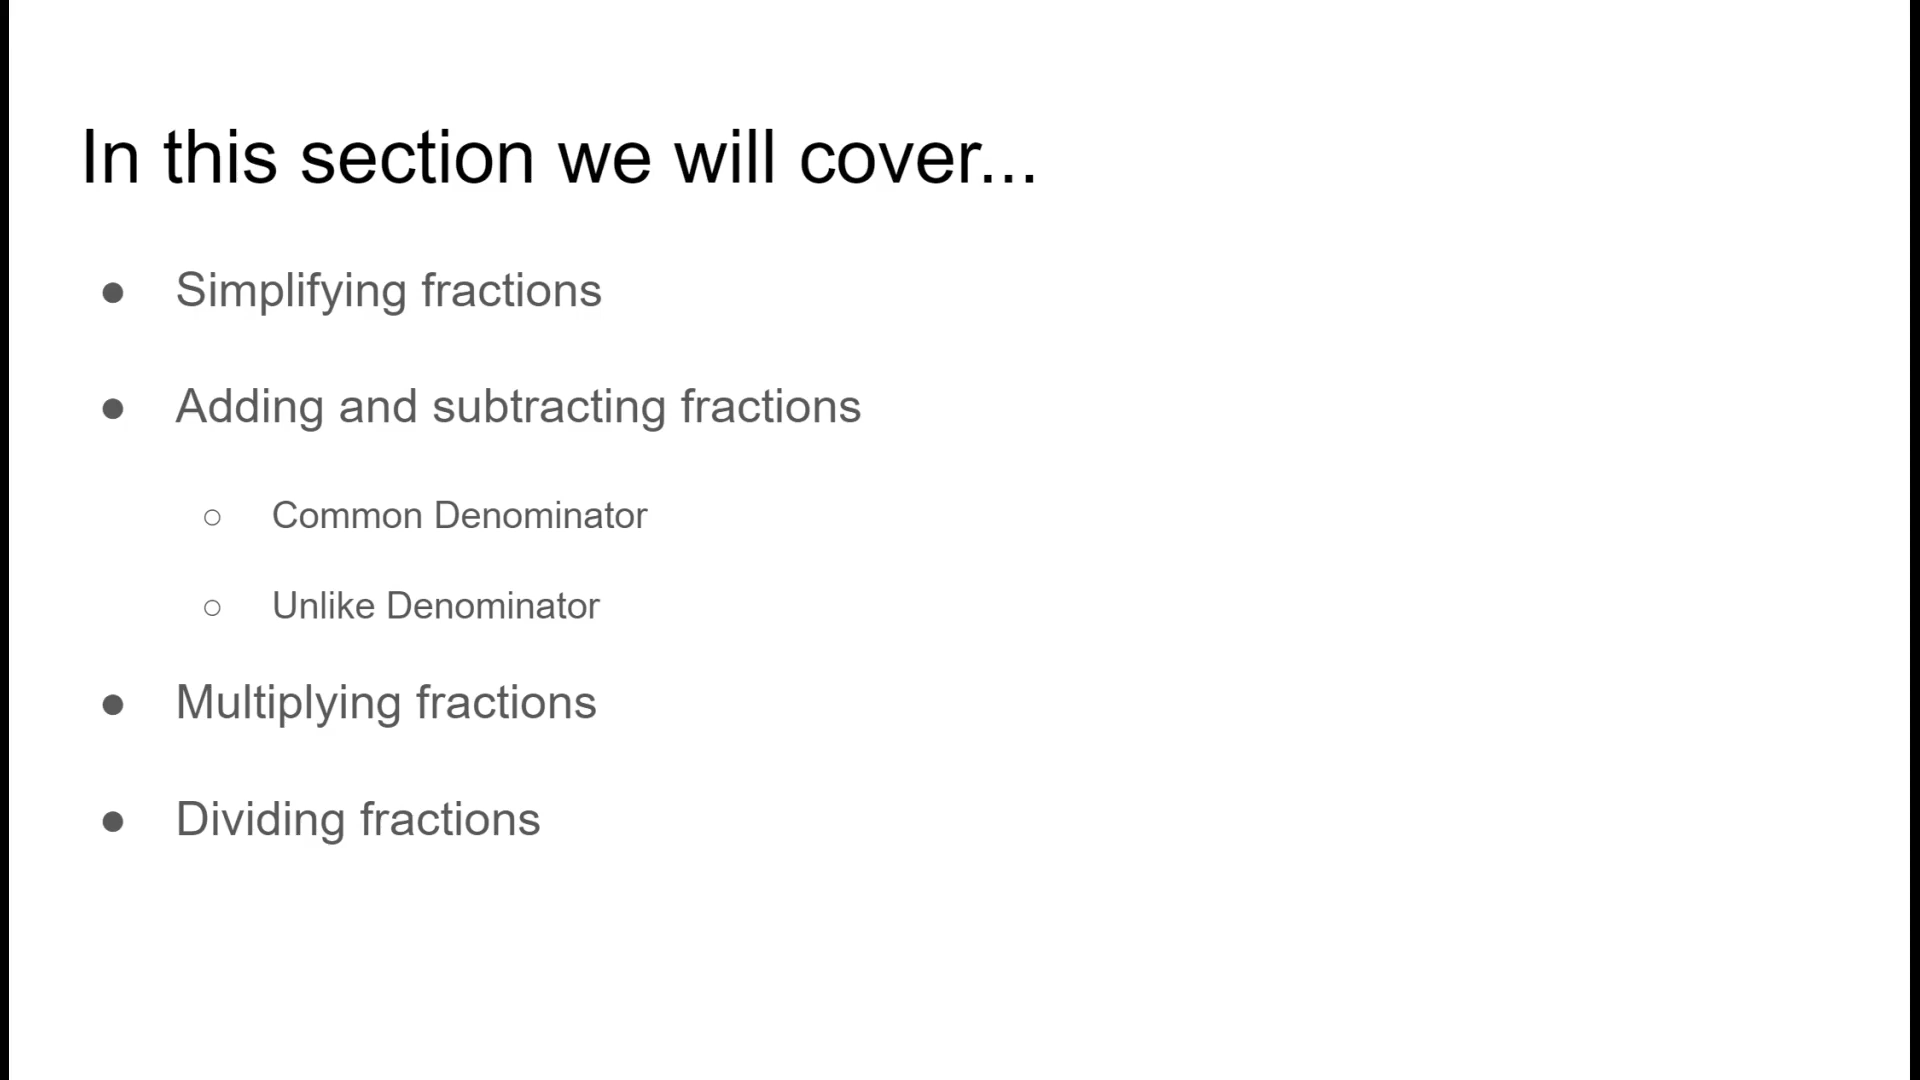 In this section we will cover...
● Simplifying fractions
● Adding and subtracting fractions
○ Common Denominator
○ Unlike Denominator
● Multiplying fractions
● Dividing fractions